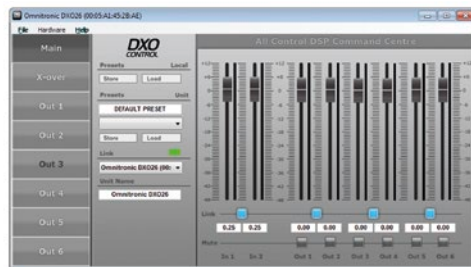 Omnitronic DXO26 (00:05:A1:45:2B:AE)
File Hardware Help
Main
X-over
Out 1
Out 2
Out 3
Out 4
Out 5
Out 6
DXO
CONTROL
Presets Local
Store Load
Presets Unit
DEFAULT PRESET
Store Load
Link
Omnitronic DXO26 (00:
Unit Name
Omnitronic DXO26
All Control DSP Command Centre
Link
0.25 0.25 0.00 0.00 0.00 0.00 0.00 0.00
Mute
In 1 In 2 Out 1 Out 2 Out 3 Out 4 Out 5 Out 6